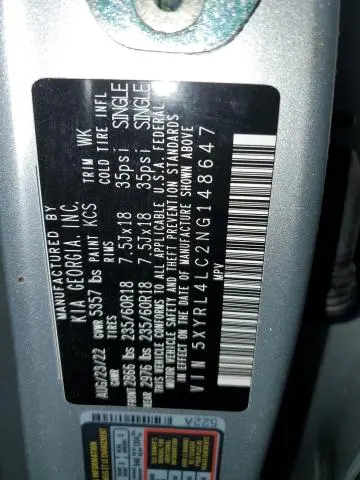 MANUFACTURED BY
KIA GEORGIA, INC.
AUG/23/22 PAINT KCS TRIM WK
GVWR 5357 lbs
GAWR TIRES RIMS COLD TIRE INFL
FRONT 2866 lbs 235/60R18 7.5JX18 35psi SINGLE
REAR 2976 lbs 235/60R18 7.5JX18 35psi SINGLE
THIS VEHICLE CONFORMS TO ALL APPLICABLE U.S. FEDERAL
MOTOR VEHICLE SAFETY AND THEFT PREVENTION STANDARDS
IN EFFECT ON THE DATE OF MANUFACTURE SHOWN ABOVE
VIN 5XYRL4LC2NG148647
MPV
522A
INFORMATION